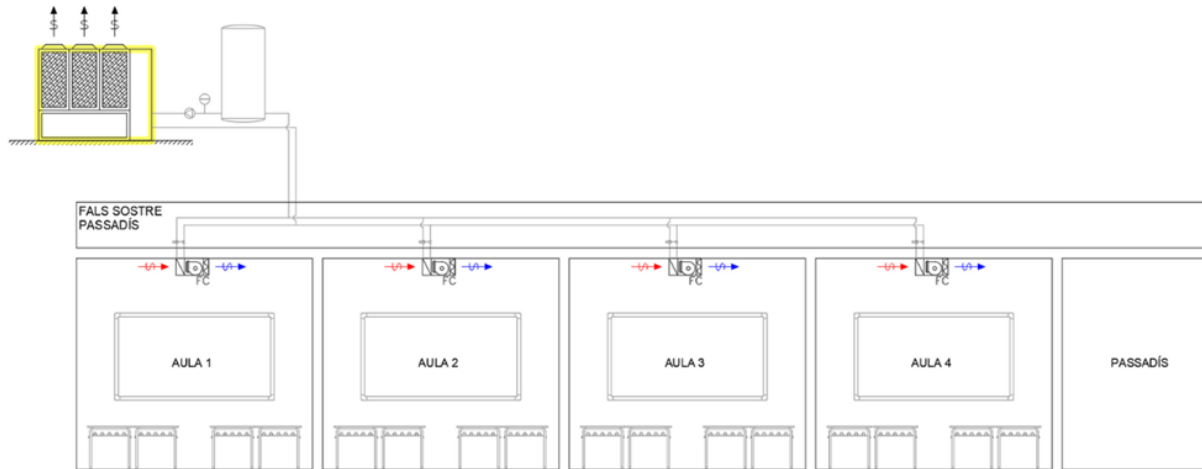 FALS SOSTRE
PASSADÍS
FC
FC
FC
FC
AULA 1
AULA 2
AULA 3
AULA 4
PASSADÍS